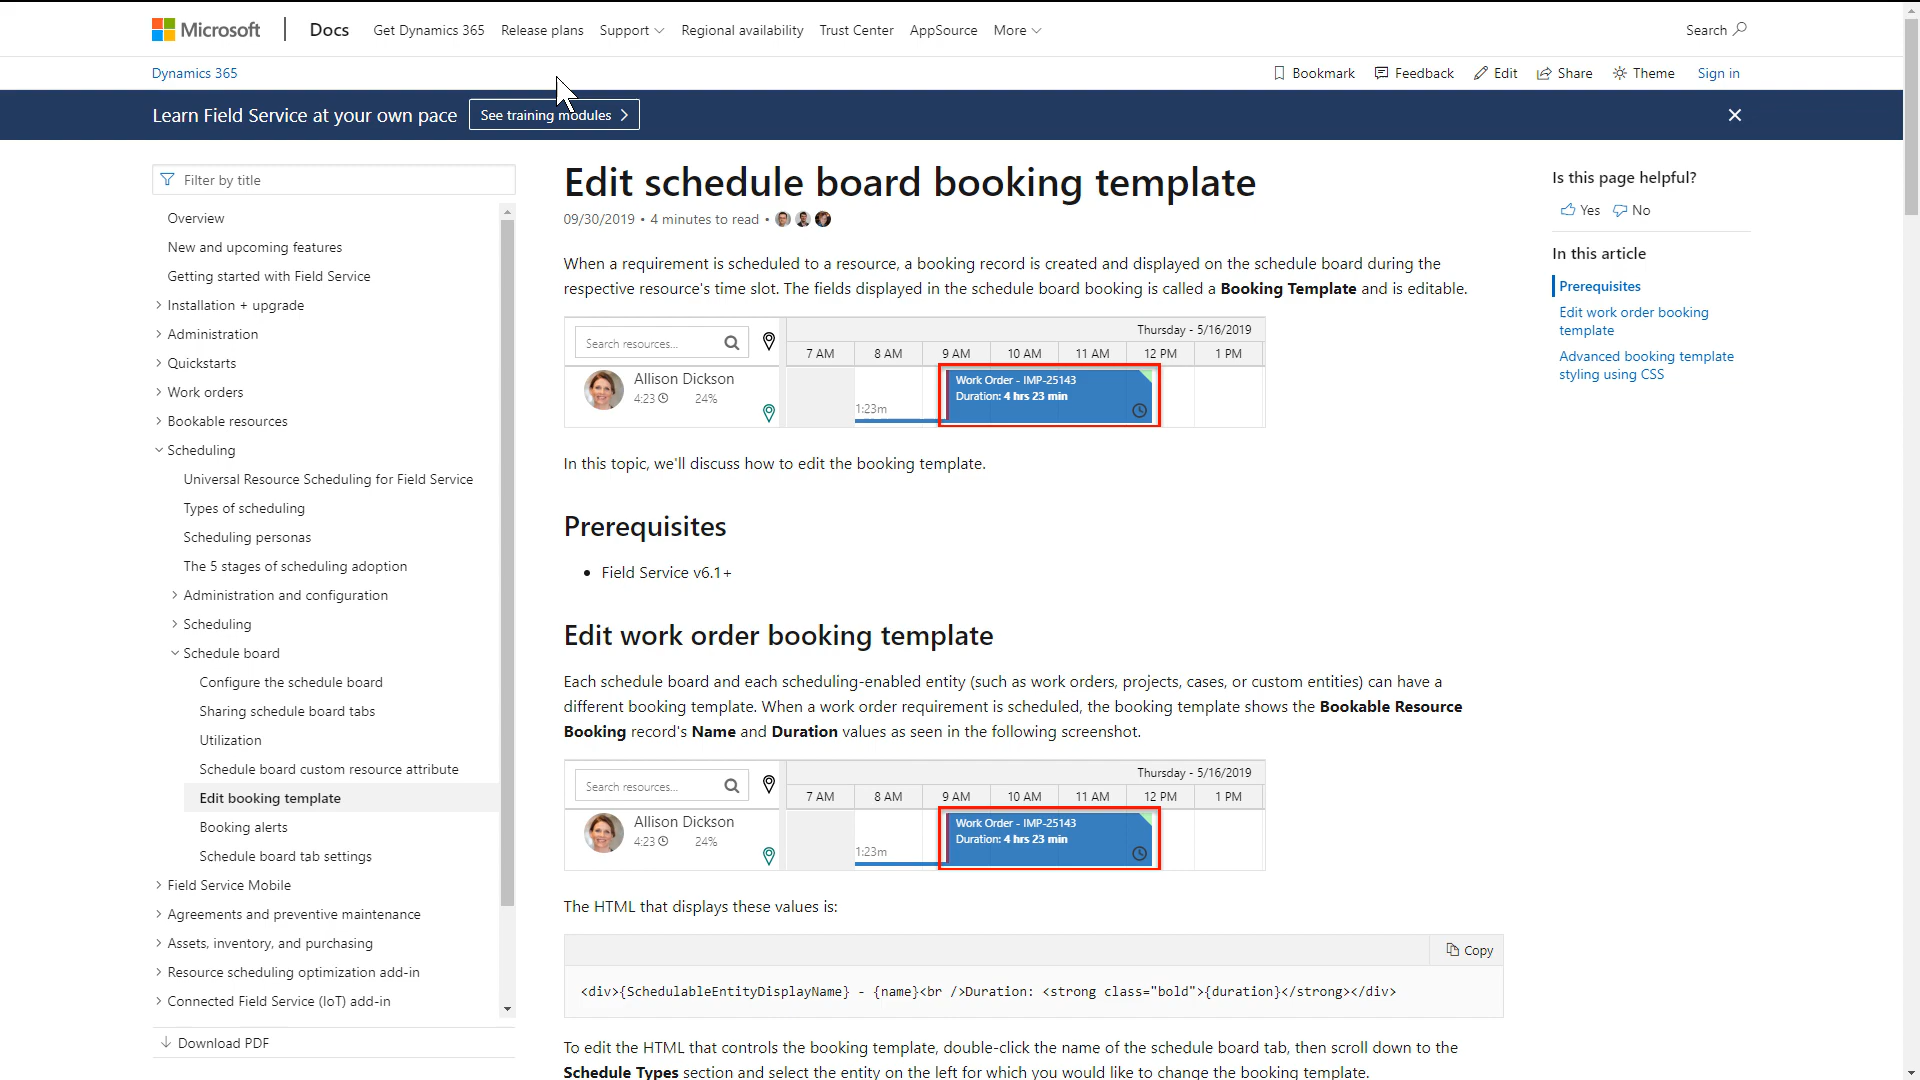 Microsoft Docs Get Dynamics 365 Release plans Support Regional availability Trust Center AppSource More Search
Dynamics 365 Bookmark Feedback Edit Share Theme Sign in
Learn Field Service at your own pace See training modules
Filter by title
Overview
New and upcoming features
Getting started with Field Service
Installation + upgrade
Administration
Quickstarts
Work orders
Bookable resources
Scheduling
Universal Resource Scheduling for Field Service
Types of scheduling
Scheduling personas
The 5 stages of scheduling adoption
Administration and configuration
Scheduling
Schedule board
Configure the schedule board
Sharing schedule board tabs
Utilization
Schedule board custom resource attribute
Edit booking template
Booking alerts
Schedule board tab settings
Field Service Mobile
Agreements and preventive maintenance
Assets, inventory, and purchasing
Resource scheduling optimization add-in
Connected Field Service (IoT) add-in
Download PDF
Edit schedule board booking template
09/30/2019 • 4 minutes to read •
When a requirement is scheduled to a resource, a booking record is created and displayed on the schedule board during the
respective resource's time slot. The fields displayed in the schedule board booking is called a Booking Template and is editable.
Search resources...
Thursday - 5/16/2019
7 AM 8 AM 9 AM 10 AM 11 AM 12 PM 1 PM
Allison Dickson
4:23 24%
1:23m
Work Order - IMP-25143
Duration: 4 hrs 23 min
In this topic, we'll discuss how to edit the booking template.
Prerequisites
• Field Service v6.1+
Edit work order booking template
Each schedule board and each scheduling-enabled entity (such as work orders, projects, cases, or custom entities) can have a
different booking template. When a work order requirement is scheduled, the booking template shows the Bookable Resource
Booking record's Name and Duration values as seen in the following screenshot.
Search resources...
Thursday - 5/16/2019
7 AM 8 AM 9 AM 10 AM 11 AM 12 PM 1 PM
Allison Dickson
4:23 24%
1:23m
Work Order - IMP-25143
Duration: 4 hrs 23 min
The HTML that displays these values is:
Copy
<div>{SchedulableEntityDisplayName} - {name}<br />Duration: <strong class="bold">{duration}</strong></div>
To edit the HTML that controls the booking template, double-click the name of the schedule board tab, then scroll down to the
Schedule Types section and select the entity on the left for which you would like to change the booking template.
Is this page helpful?
Yes No
In this article
Prerequisites
Edit work order booking
template
Advanced booking template
styling using CSS